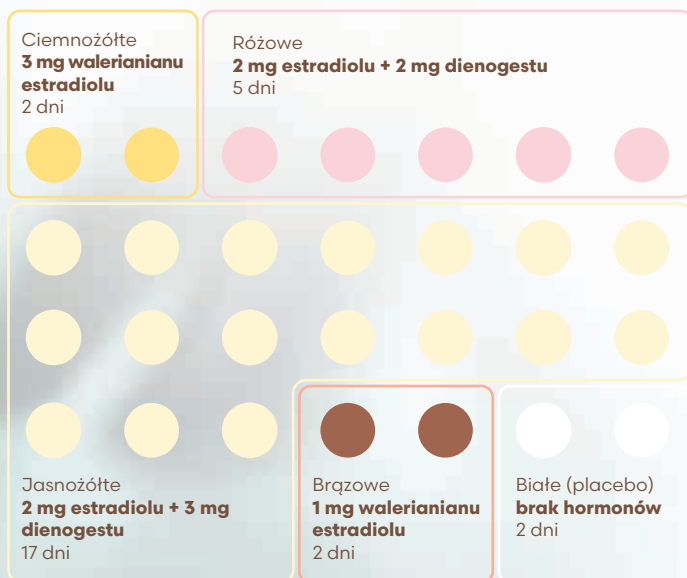 Ciemnożółte
3 mg walerianianu
estradiolu
2 dni
Różowe
2 mg estradiolu + 2 mg dienogestu
5 dni
Jasnożółte
2 mg estradiolu + 3 mg
dienogestu
17 dni
Brązowe
1 mg walerianianu
estradiolu
2 dni
Białe (placebo)
brak hormonów
2 dni